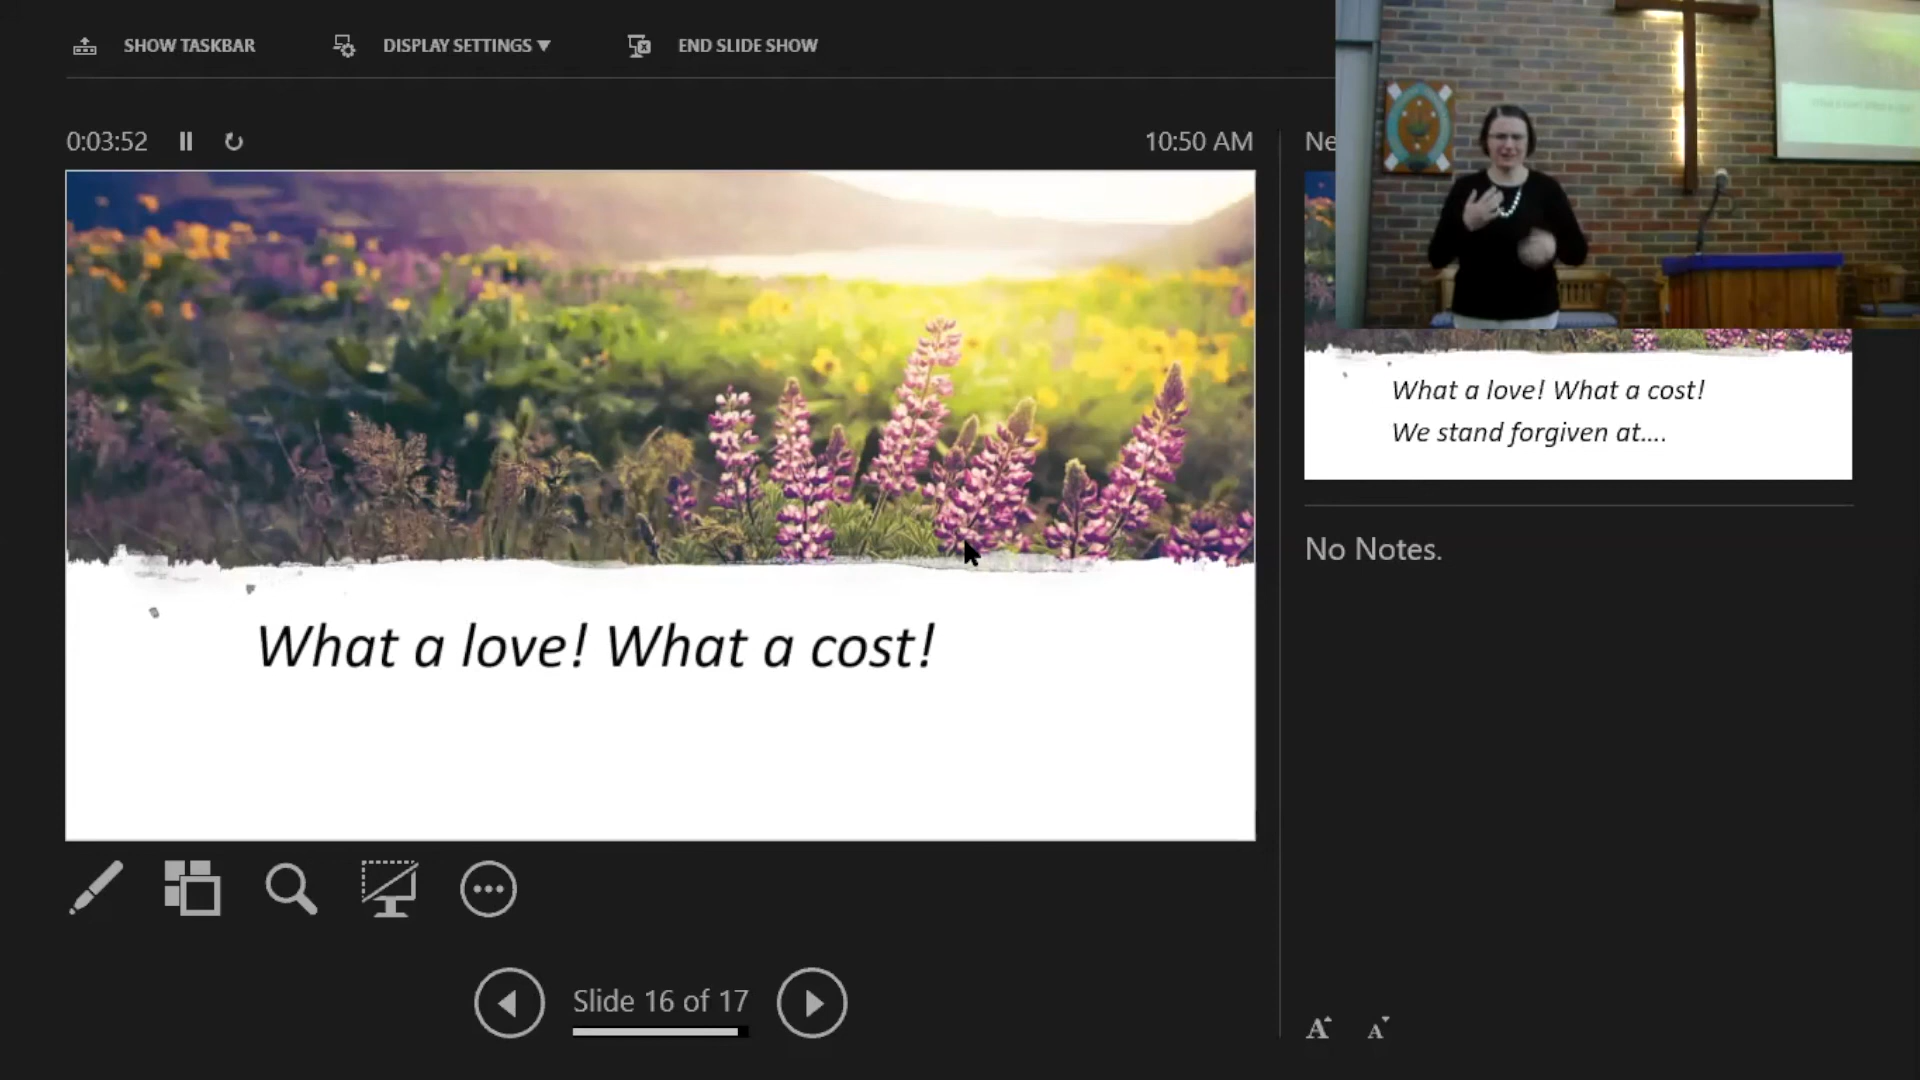 SHOW TASKBAR
DISPLAY SETTINGS
END SLIDE SHOW
0:03:52
10:50 AM
What a love! What a cost!
Slide 16 of 17
Ne
What a love! What a cost!
We stand forgiven at....
No Notes.
A A